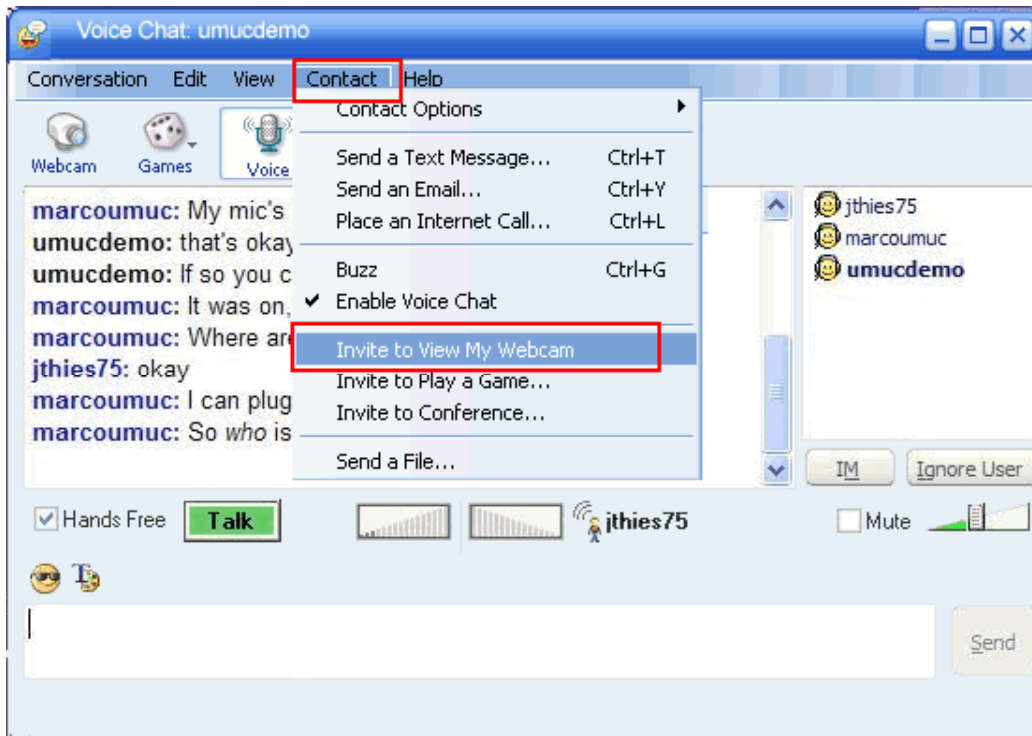 Voice Chat: umucdemo
Conversation Edit View Contact Help
Contact Options
Send a Text Message... Ctrl+T
Send an Email... Ctrl+Y
Place an Internet Call... Ctrl+L
Buzz Ctrl+G
Enable Voice Chat
Invite to View My Webcam
Invite to Play a Game...
Invite to Conference...
Send a File...
Webcam Games Voice
marcoumuc: My mic's
umucdemo: that's okay
umucdemo: If so you c
marcoumuc: It was on,
marcoumuc: Where are
jthies75: okay
marcoumuc: I can plug
marcoumuc: So who is
jthies75
marcoumuc
umucdemo
IM Ignore User
Hands Free Talk jthies75 Mute
Send